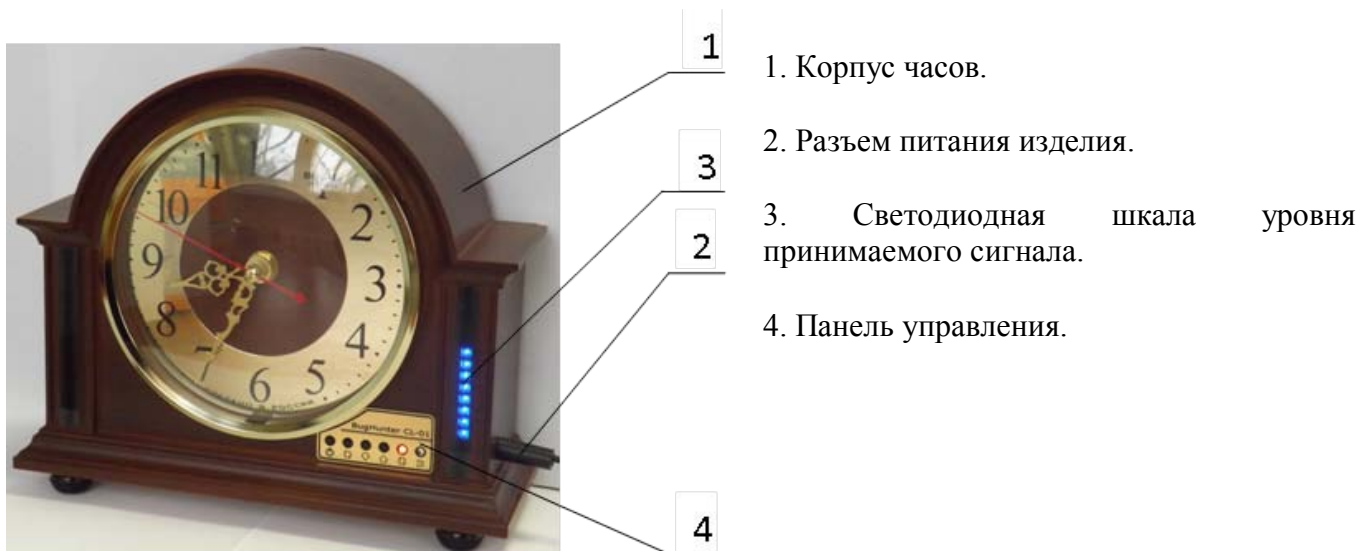 1
1. Корпус часов.
2. Разъем питания изделия.
3
3. Светодиодная шкала уровня
принимаемого сигнала.
2
4. Панель управления.
4
11
1
10
2
9
3
8
4
7
6
5
BugHunter CL-01